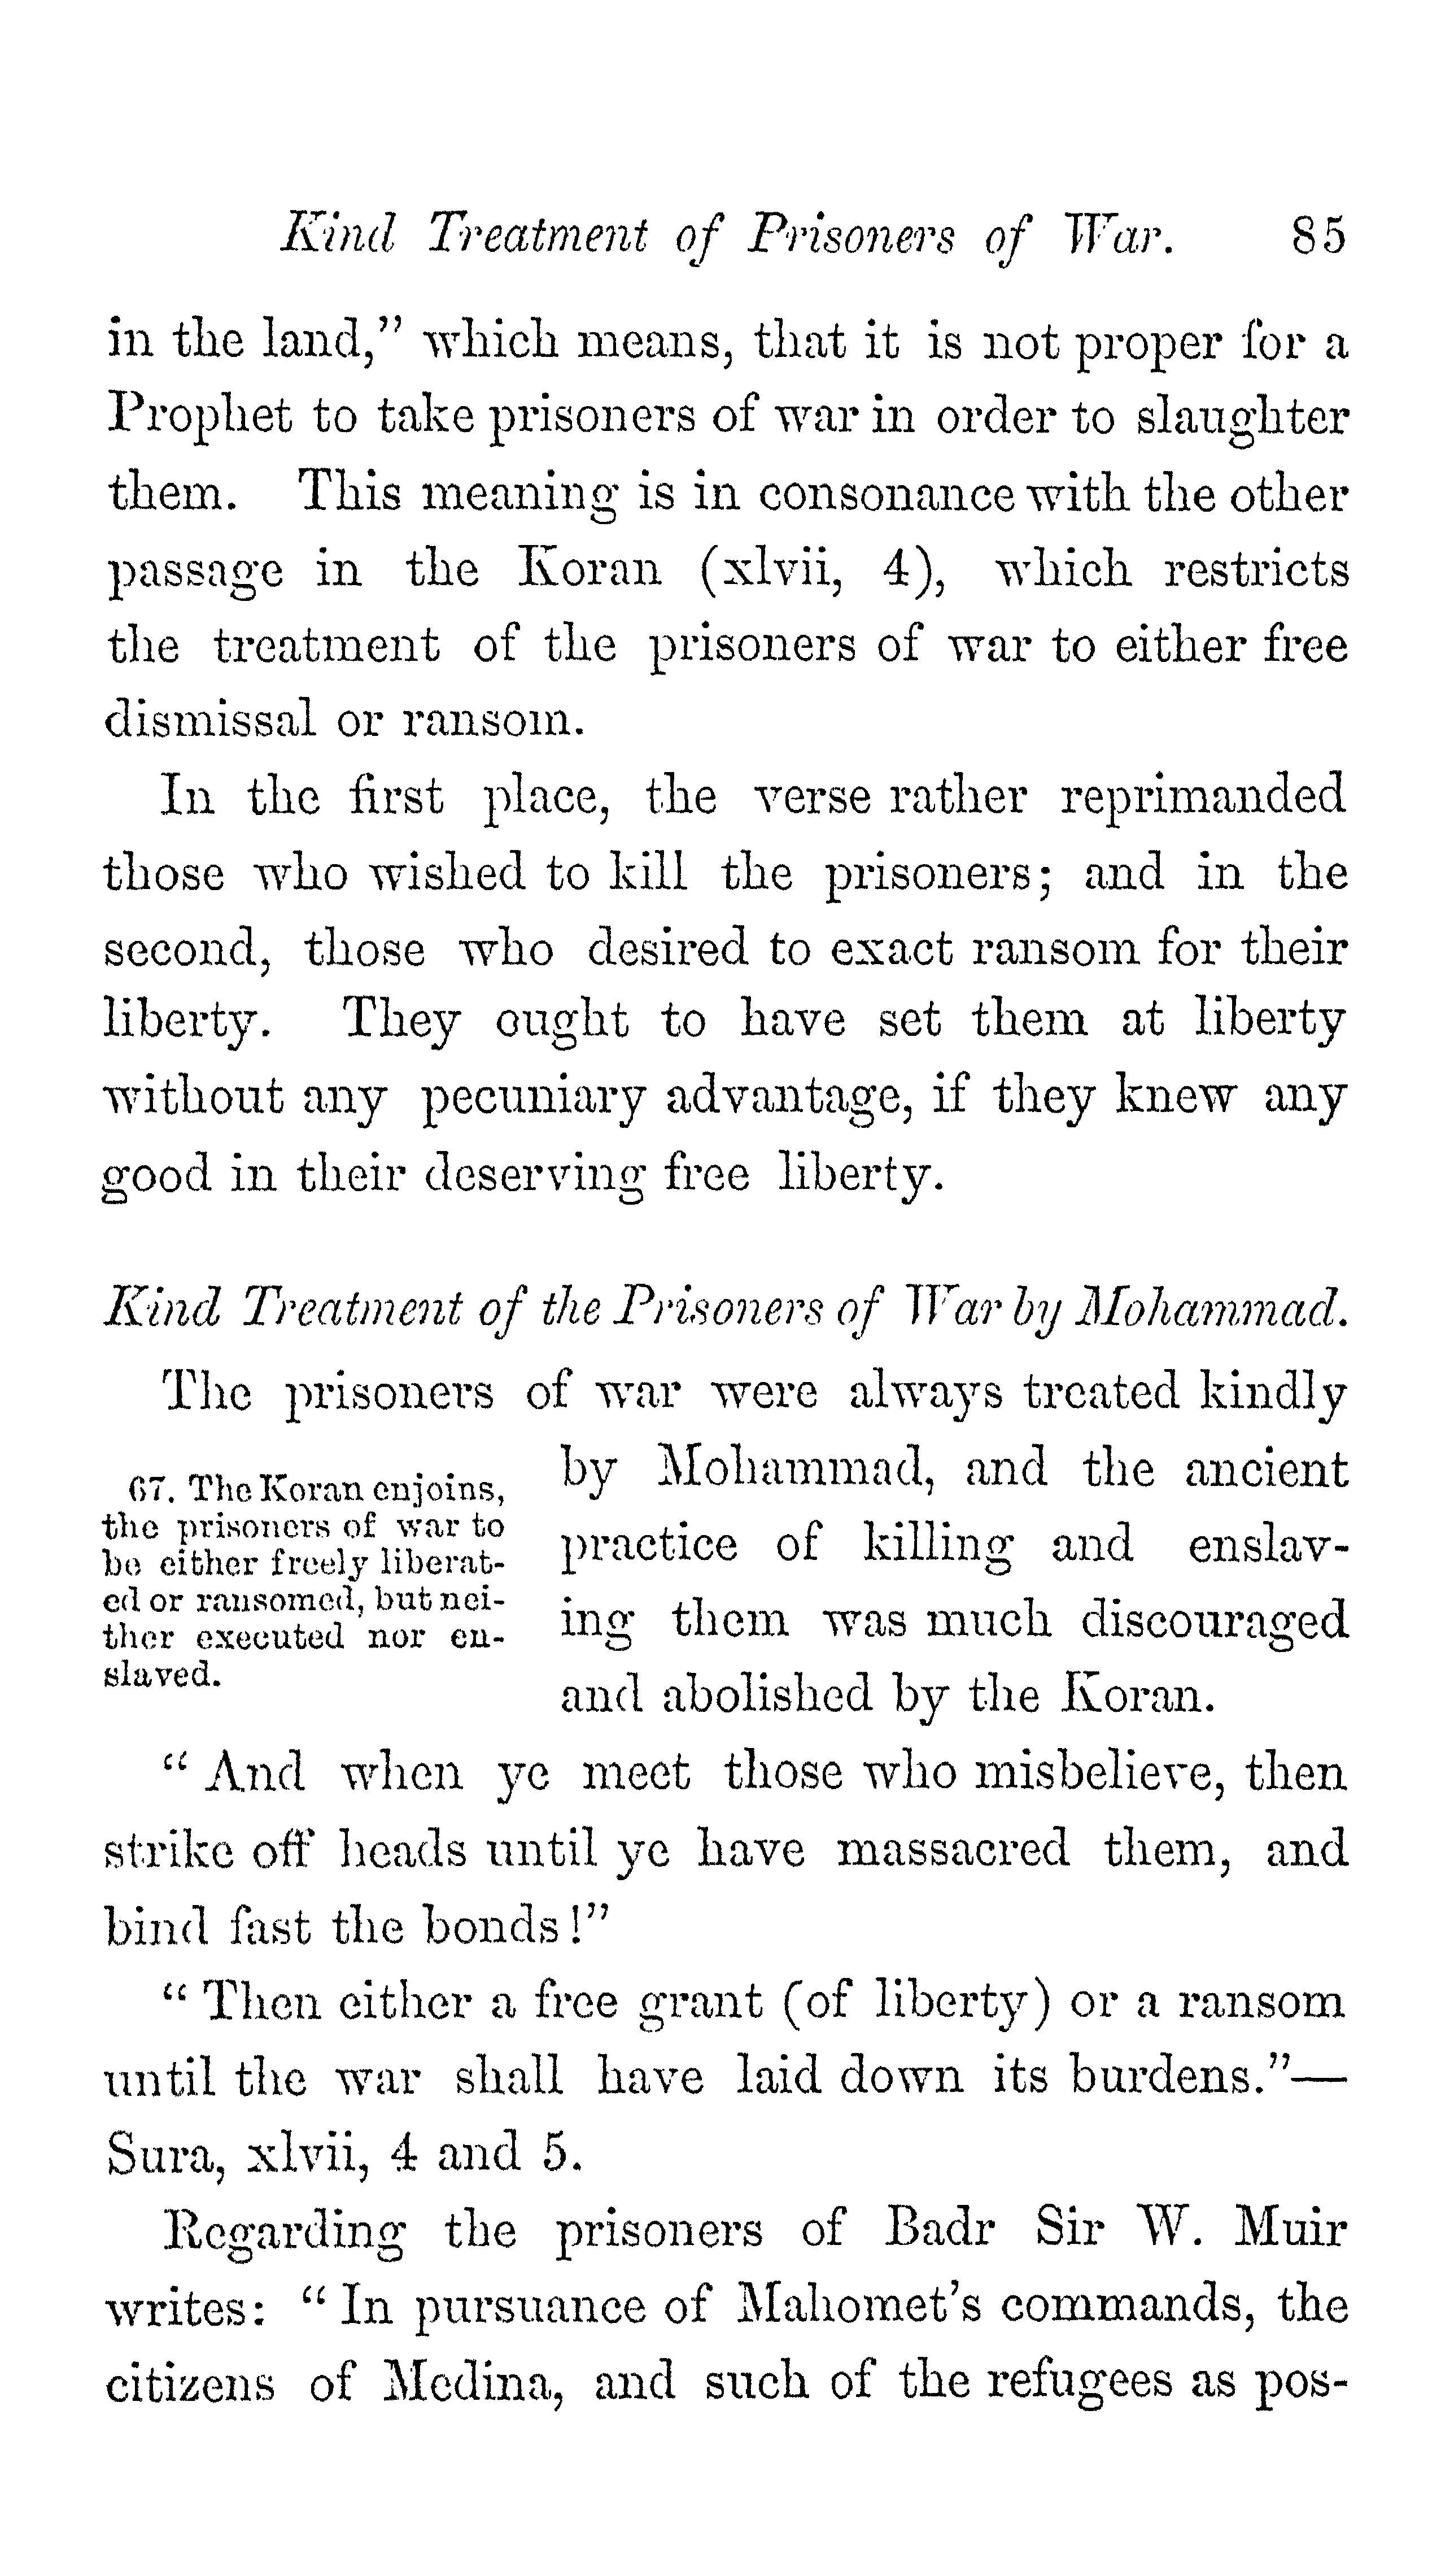 Kind Treatment of Prisoners of War. 85
in the land,” which means, that it is not proper for a
Prophet to take prisoners of war in order to slaughter
them. This meaning is in consonance with the other
passage in the Koran (xlvii, 4), which restricts
the treatment of the prisoners of war to either free
dismissal or ransom.
In the first place, the verse rather reprimanded
those who wished to kill the prisoners; and in the
second, those who desired to exact ransom for their
liberty. They ought to have set them at liberty
without any pecuniary advantage, if they knew any
good in their deserving free liberty.
Kind Treatment of the Prisoners of War by Mohammad.
The prisoners of war were always treated kindly
67. The Koran enjoins,
the prisoners of war to
be either freely liberat-
ed or ransomed, but nei-
ther executed nor en-
slaved.
by Mohammad, and the ancient
practice of killing and enslav-
ing them was much discouraged
and abolished by the Koran.
“And when ye meet those who misbelieve, then
strike off heads until ye have massacred them, and
bind fast the bonds!”
“Then either a free grant (of liberty) or a ransom
until the war shall have laid down its burdens.”—
Sura, xlvii, 4 and 5.
Regarding the prisoners of Badr Sir W. Muir
writes: “In pursuance of Mahomet’s commands, the
citizens of Medina, and such of the refugees as pos-